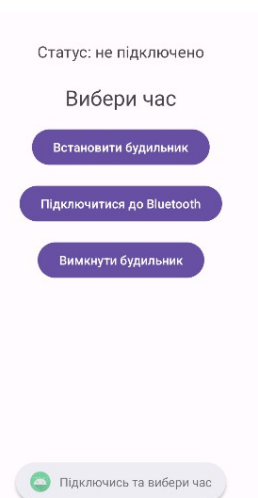 Статус: не підключено
Вибери час
Встановити будильник
Підключитися до Bluetooth
Вимкнути будильник
Підключись та вибери час